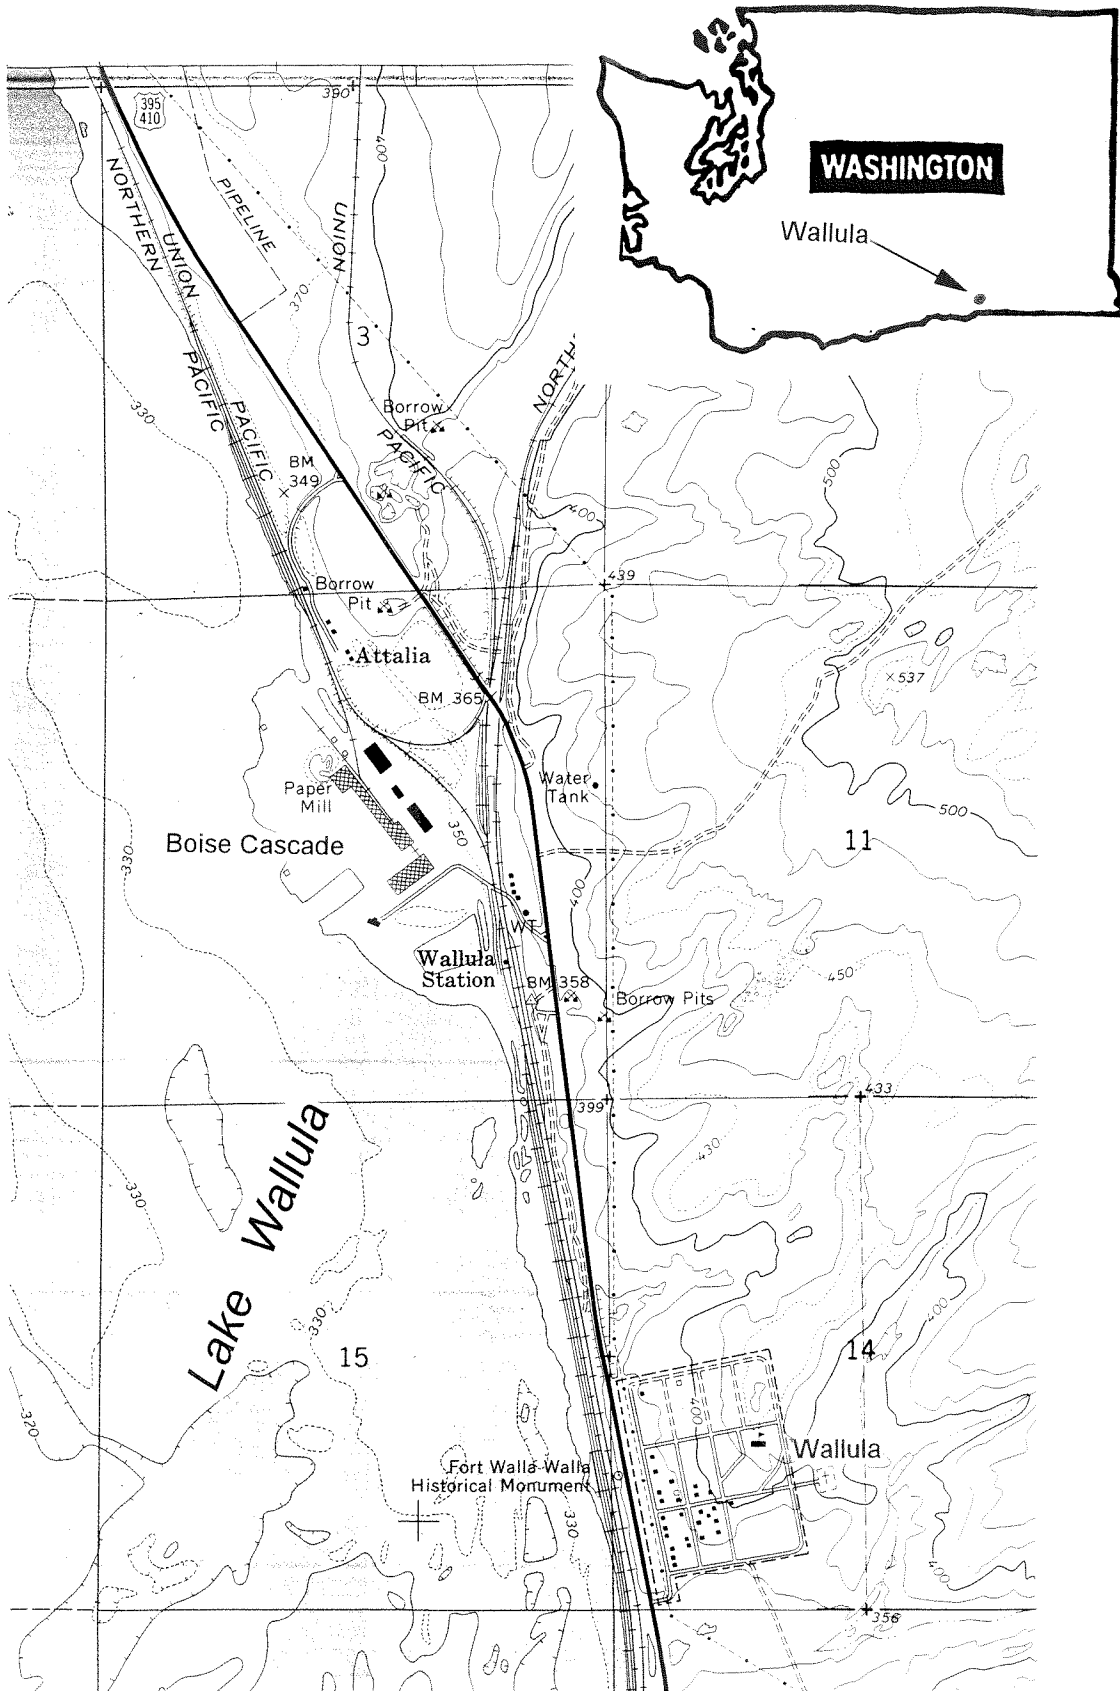 WASHINGTON
Wallula
395
410
390
400
NORTHERN
PACIFIC
UNION
PACIFIC
PIPELINE
UNION
PACIFIC
370
3
NORTH
330
Borrow
Pit
BM
349
500
400
439
Borrow
Pit
Attalia
BM 365
×537
Water
Tank
Paper
Mill
350
500
Boise Cascade
330
11
400
WT
Wallula
Station
BM 358
450
Borrow Pits
399
433
430
Lake Wallula
330
330
400
15
14
320
400
Wallula
Fort Walla Walla
Historical Monument
330
400
356